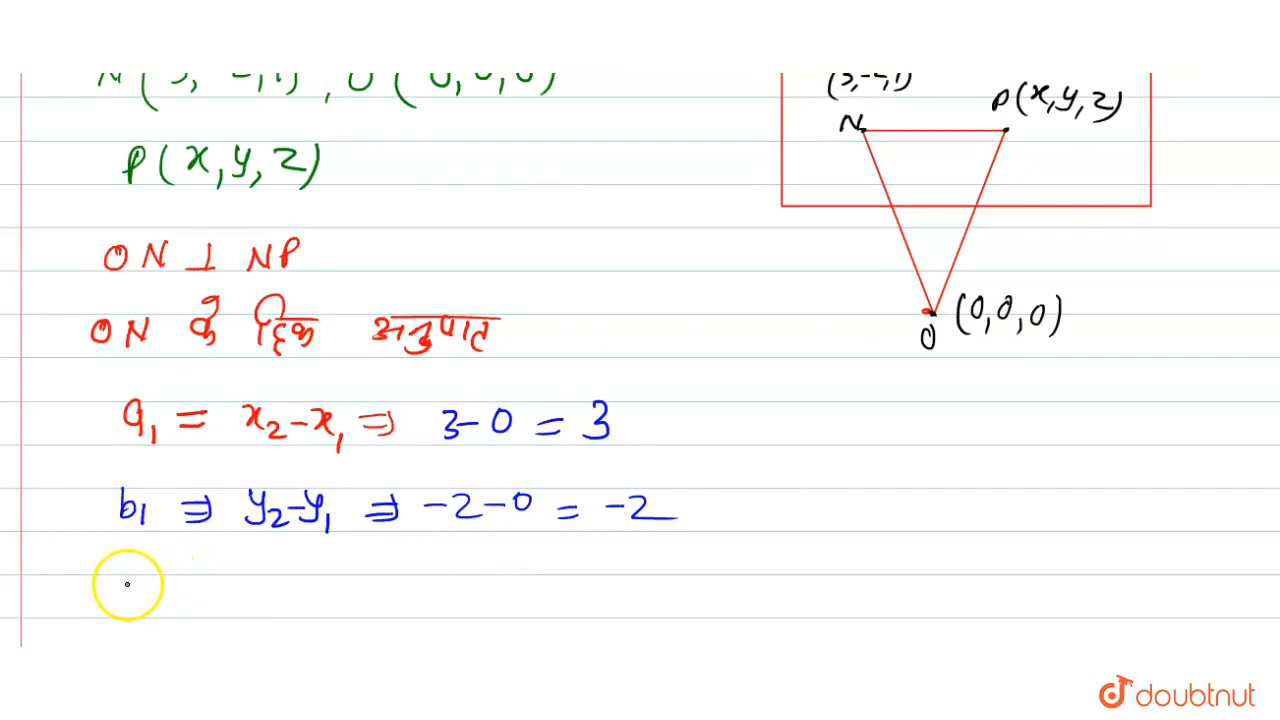 P(x,y,z)
ON ⊥ NP
ON के दिक अनुपात
a₁ = x₂-x₁ ⇒ 3-0 = 3
b₁ ⇒ y₂-y₁ ⇒ -2-0 = -2
P(x,y,z)
N
(0,0,0)
O
doubtnut